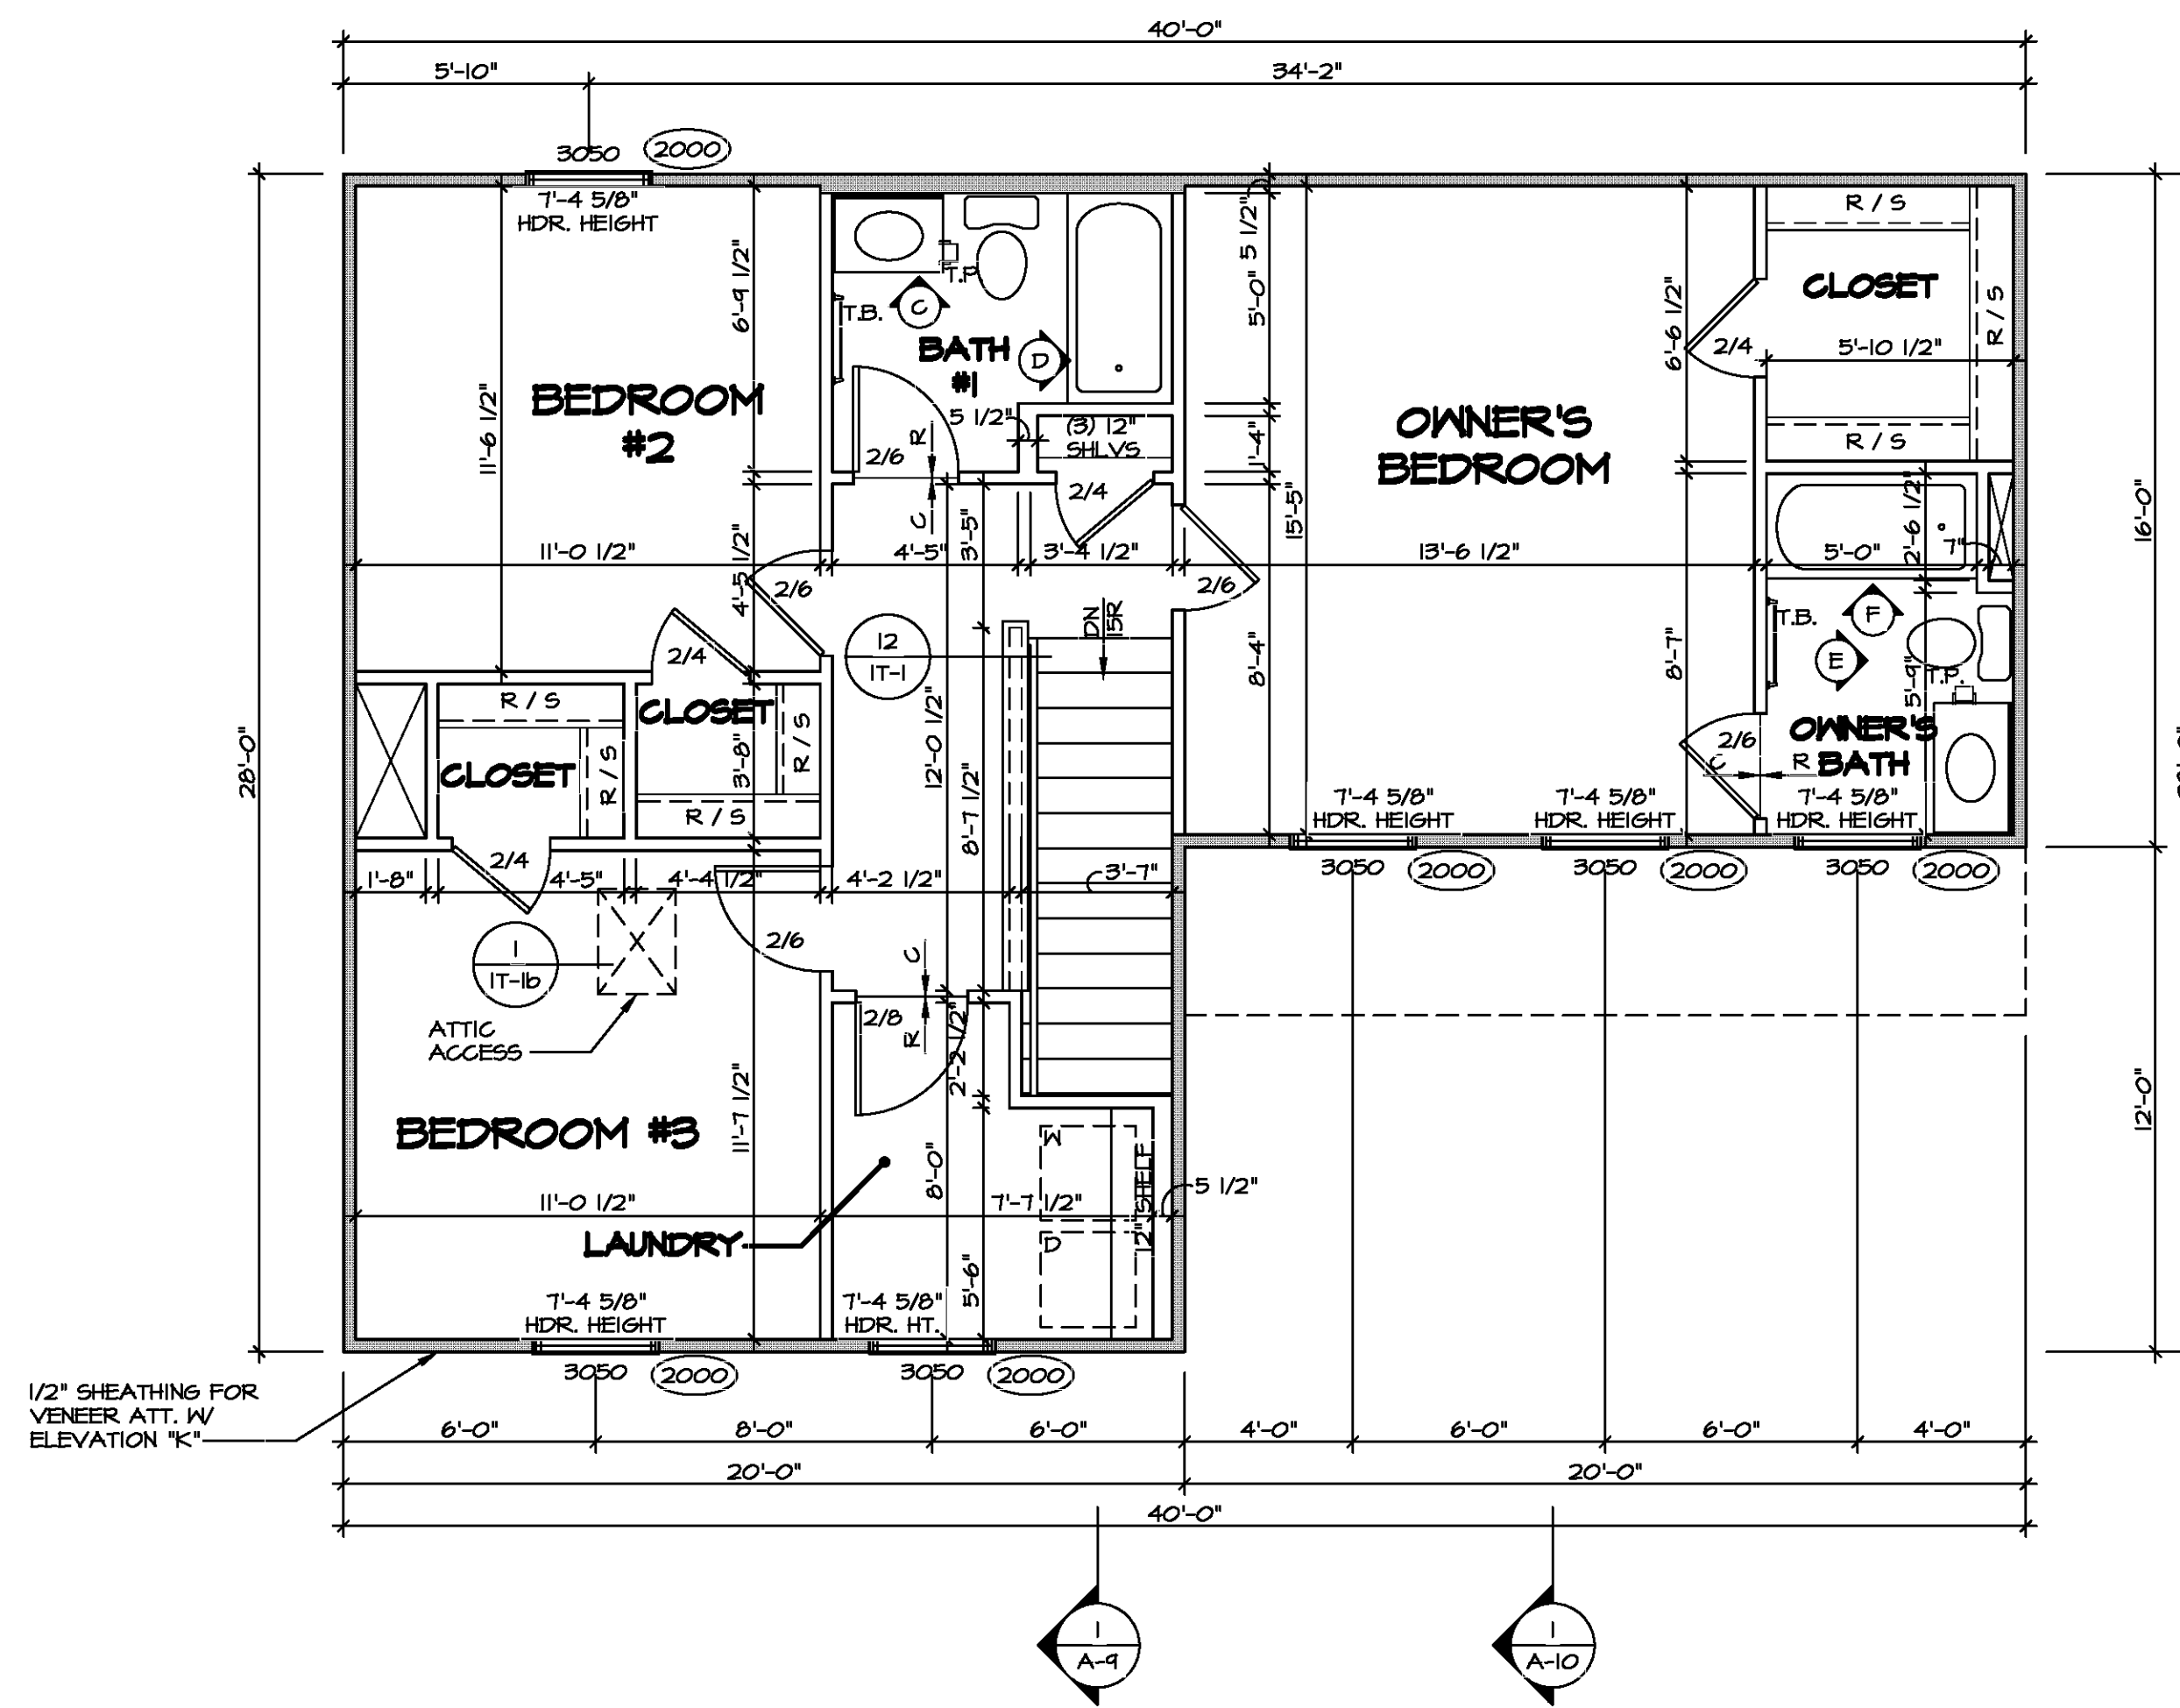 40'-0"
5'-10"
34'-2"
3050
2000
7'-4 5/8"
HDR. HEIGHT
6'-9 1/2"
T.P.
T.B.
C
BATH
#1
D
5 1/2"
5'-0"
R / S
CLOSET
R / S
6'-6 1/2"
2/4
5'-10 1/2"
BEDROOM
#2
11'-6 1/2"
5 1/2"
(3) 12"
SHLVS
1'-4"
OWNER'S
BEDROOM
R / S
2/6
R
C
2/4
3'-5"
15'-5"
2'-6 1/2"
16'-0"
11'-0 1/2"
4'-5 1/2"
4'-5"
3'-4 1/2"
13'-6 1/2"
5'-0"
7"
2/6
2/6
DN
15R
T.B.
F
E
T.P.
5'-9"
12
1T-1
8'-4"
8'-7"
2/4
R / S
CLOSET
R / S
3'-8"
CLOSET
R / S
R / S
12'-0 1/2"
8'-7 1/2"
28'-0"
OWNER'S
BATH
2/6
C
R
7'-4 5/8"
HDR. HEIGHT
7'-4 5/8"
HDR. HEIGHT
7'-4 5/8"
HDR. HEIGHT
3050
2000
3050
2000
3050
2000
2/4
1'-8"
4'-5"
4'-4 1/2"
4'-2 1/2"
3'-7"
2/6
1
1T-1b
C
R
2/8
2'-2 1/2"
ATTIC
ACCESS
12'-0"
BEDROOM #3
11'-7 1/2"
8'-0"
W
12" SHELF
D
11'-0 1/2"
7'-7 1/2"
5 1/2"
LAUNDRY
5'-6"
7'-4 5/8"
HDR. HEIGHT
7'-4 5/8"
HDR. HT.
3050
2000
3050
2000
1/2" SHEATHING FOR
VENEER ATT. W/
ELEVATION "K"
6'-0"
8'-0"
6'-0"
4'-0"
6'-0"
6'-0"
4'-0"
20'-0"
20'-0"
40'-0"
1
A-9
1
A-10